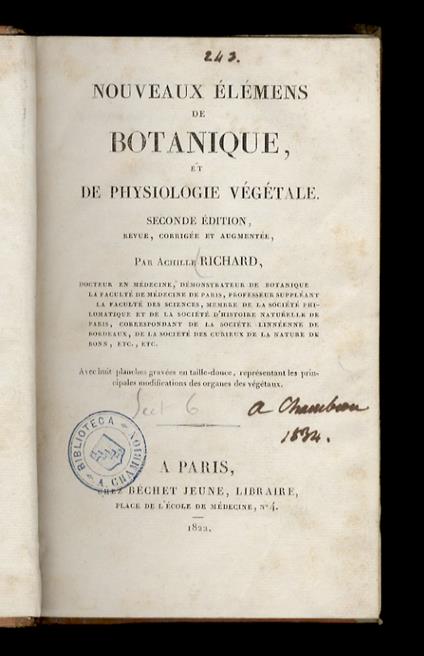 243.
NOUVEAUX ÉLÉMENS
DE
BOTANIQUE,
ET
DE PHYSIOLOGIE VÉGÉTALE.
SECONDE ÉDITION,
REVUE, CORRIGÉE ET AUGMENTÉE,
PAR ACHILLE RICHARD,
DOCTEUR EN MÉDECINE, DÉMONSTRATEUR DE BOTANIQUE
LA FACULTÉ DE MÉDECINE DE PARIS, PROFESSEUR SUPPLÉANT
LA FACULTÉ DES SCIENCES, MEMBRE DE LA SOCIÉTÉ PHI-
LOMATIQUE ET DE LA SOCIÉTÉ D'HISTOIRE NATURELLE DE
PARIS, CORRESPONDANT DE LA SOCIÉTÉ LINNÉENNE DE
BORDEAUX, DE LA SOCIÉTÉ DES CURIEUX DE LA NATURE DE
BONN, ETC., ETC.
Avec huit planches gravées en taille-douce, représentant les prin-
cipales modifications des organes des végétaux.
Sect 6
A
1834.
BIBLIOTECA
A.
A PARIS,
CHEZ BÉCHET JEUNE, LIBRAIRE,
PLACE DE L'ÉCOLE DE MÉDECINE, N° 4.
1822.